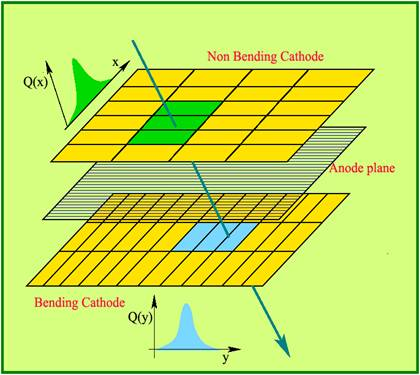 Non Bending Cathode
x
Q(x)
Anode plane
Bending Cathode
Q(y)
y